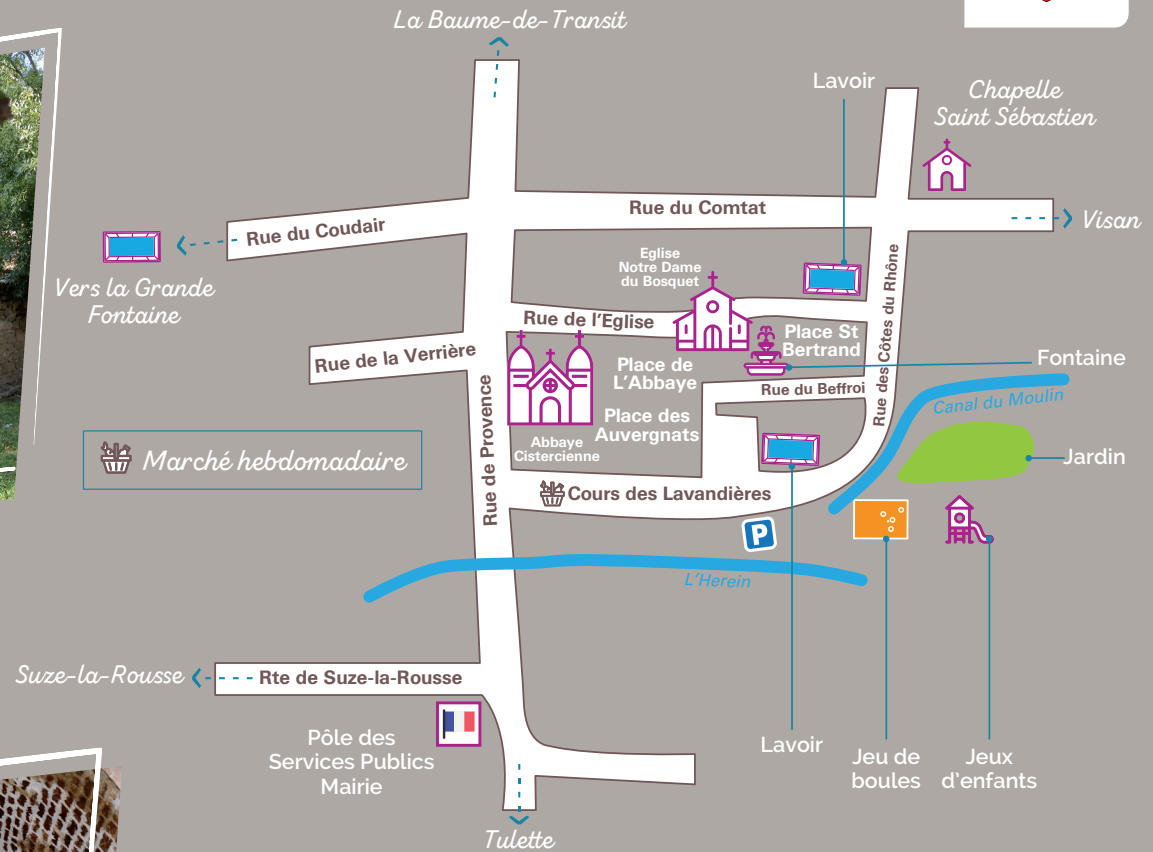 La Baume-de-Transit
Lavoir
Chapelle
Saint Sébastien
Rue du Comtat
Visan
Rue du Coudair
Vers la Grande
Fontaine
Eglise
Notre Dame
du Bosquet
Rue des Côtes du Rhône
Rue de l'Eglise
Place St
Bertrand
Rue de la Verrière
Place de
L'Abbaye
Fontaine
Rue du Beffroi
Canal du Moulin
Rue de Provence
Place des
Auvergnats
Abbaye
Cistercienne
Marché hebdomadaire
Jardin
Cours des Lavandières
P
L'Herein
Suze-la-Rousse
Rte de Suze-la-Rousse
Pôle des
Services Publics
Mairie
Lavoir
Jeu de
boules
Jeux
d'enfants
Tulette